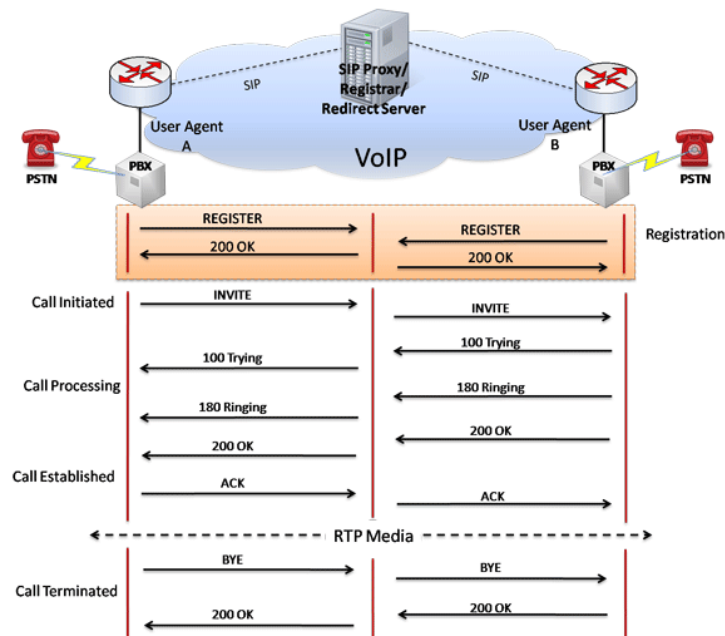 SIP Proxy/
Registrar/
Redirect Server
SIP
SIP
User Agent
A
User Agent
B
VoIP
PBX
PBX
PSTN
PSTN
REGISTER
REGISTER
Registration
200 OK
200 OK
Call Initiated
INVITE
INVITE
100 Trying
100 Trying
Call Processing
180 Ringing
180 Ringing
200 OK
200 OK
Call Established
ACK
ACK
RTP Media
BYE
BYE
Call Terminated
200 OK
200 OK